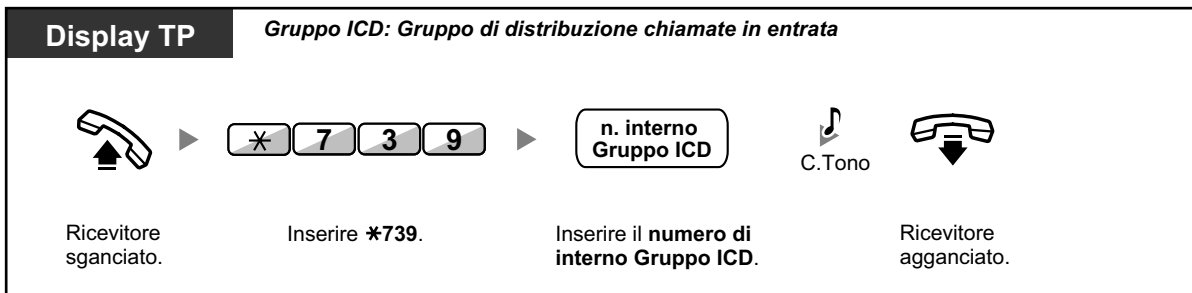 Display TP
Gruppo ICD: Gruppo di distribuzione chiamate in entrata
* 7 3 9
n. interno
Gruppo ICD
C.Tono
Ricevitore
sganciato.
Inserire *739.
Inserire il numero di
interno Gruppo ICD.
Ricevitore
agganciato.